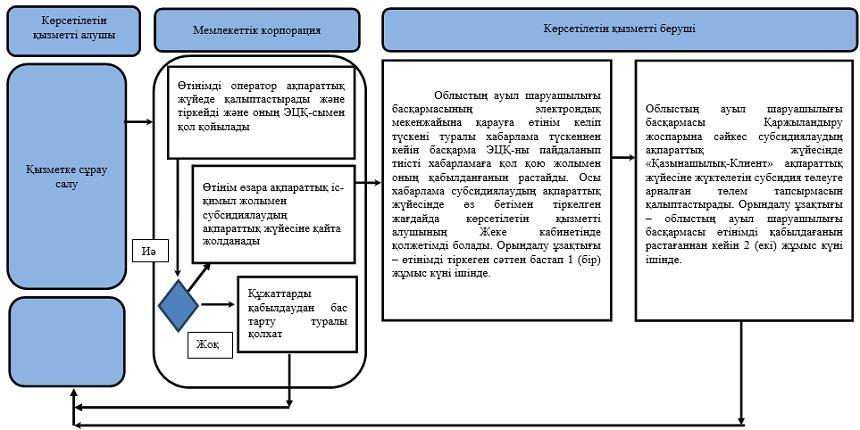 Көрсетілетін
қызметті алушы
Мемлекеттік корпорация
Көрсетілетін қызметті беруші
Қызметке сұрау
салу
Өтінімді оператор ақпараттық
жүйеде қалыптастырады және
тіркейді және оның ЭЦҚ-сымен
қол қойылады
Өтінім өзара ақпараттық іс-
қимыл жолымен
субсидиялаудың
ақпараттық жүйесіне қайта
жолданады
Иә
Жоқ
Құжаттарды
қабылдаудан бас
тарту туралы
қолхат
Облыстың ауыл шаруашылығы
басқармасының электрондық
мекенжайына қарауға өтінім келіп
түскені туралы хабарлама түскеннен
кейін басқарма ЭЦҚ-ны пайдаланып
тиісті хабарламаға қол қою жолымен
оның қабылданғанын растайды. Осы
хабарлама субсидиялаудың ақпараттық
жүйесінде өз бетімен тіркелген
жағдайда көрсетілетін қызметті
алушының Жеке кабинетінде
қолжетімді болады. Орындалу ұзақтығы
– өтінімді тіркеген сәттен бастап 1 (бір)
жұмыс күні ішінде.
Облыстың ауыл шаруашылығы
басқармасы Қаржыландыру
жоспарына сәйкес субсидиялаудың
ақпараттық жүйесінде
«Қазынашылық-Клиент» ақпараттық
жүйесіне жүктелетін субсидия төлеуге
арналған төлем тапсырмасын
қалыптастырады. Орындалу ұзақтығы
– облыстың ауыл шаруашылығы
басқармасы өтінімді қабылдағанын
растағаннан кейін 2 (екі) жұмыс күні
ішінде.